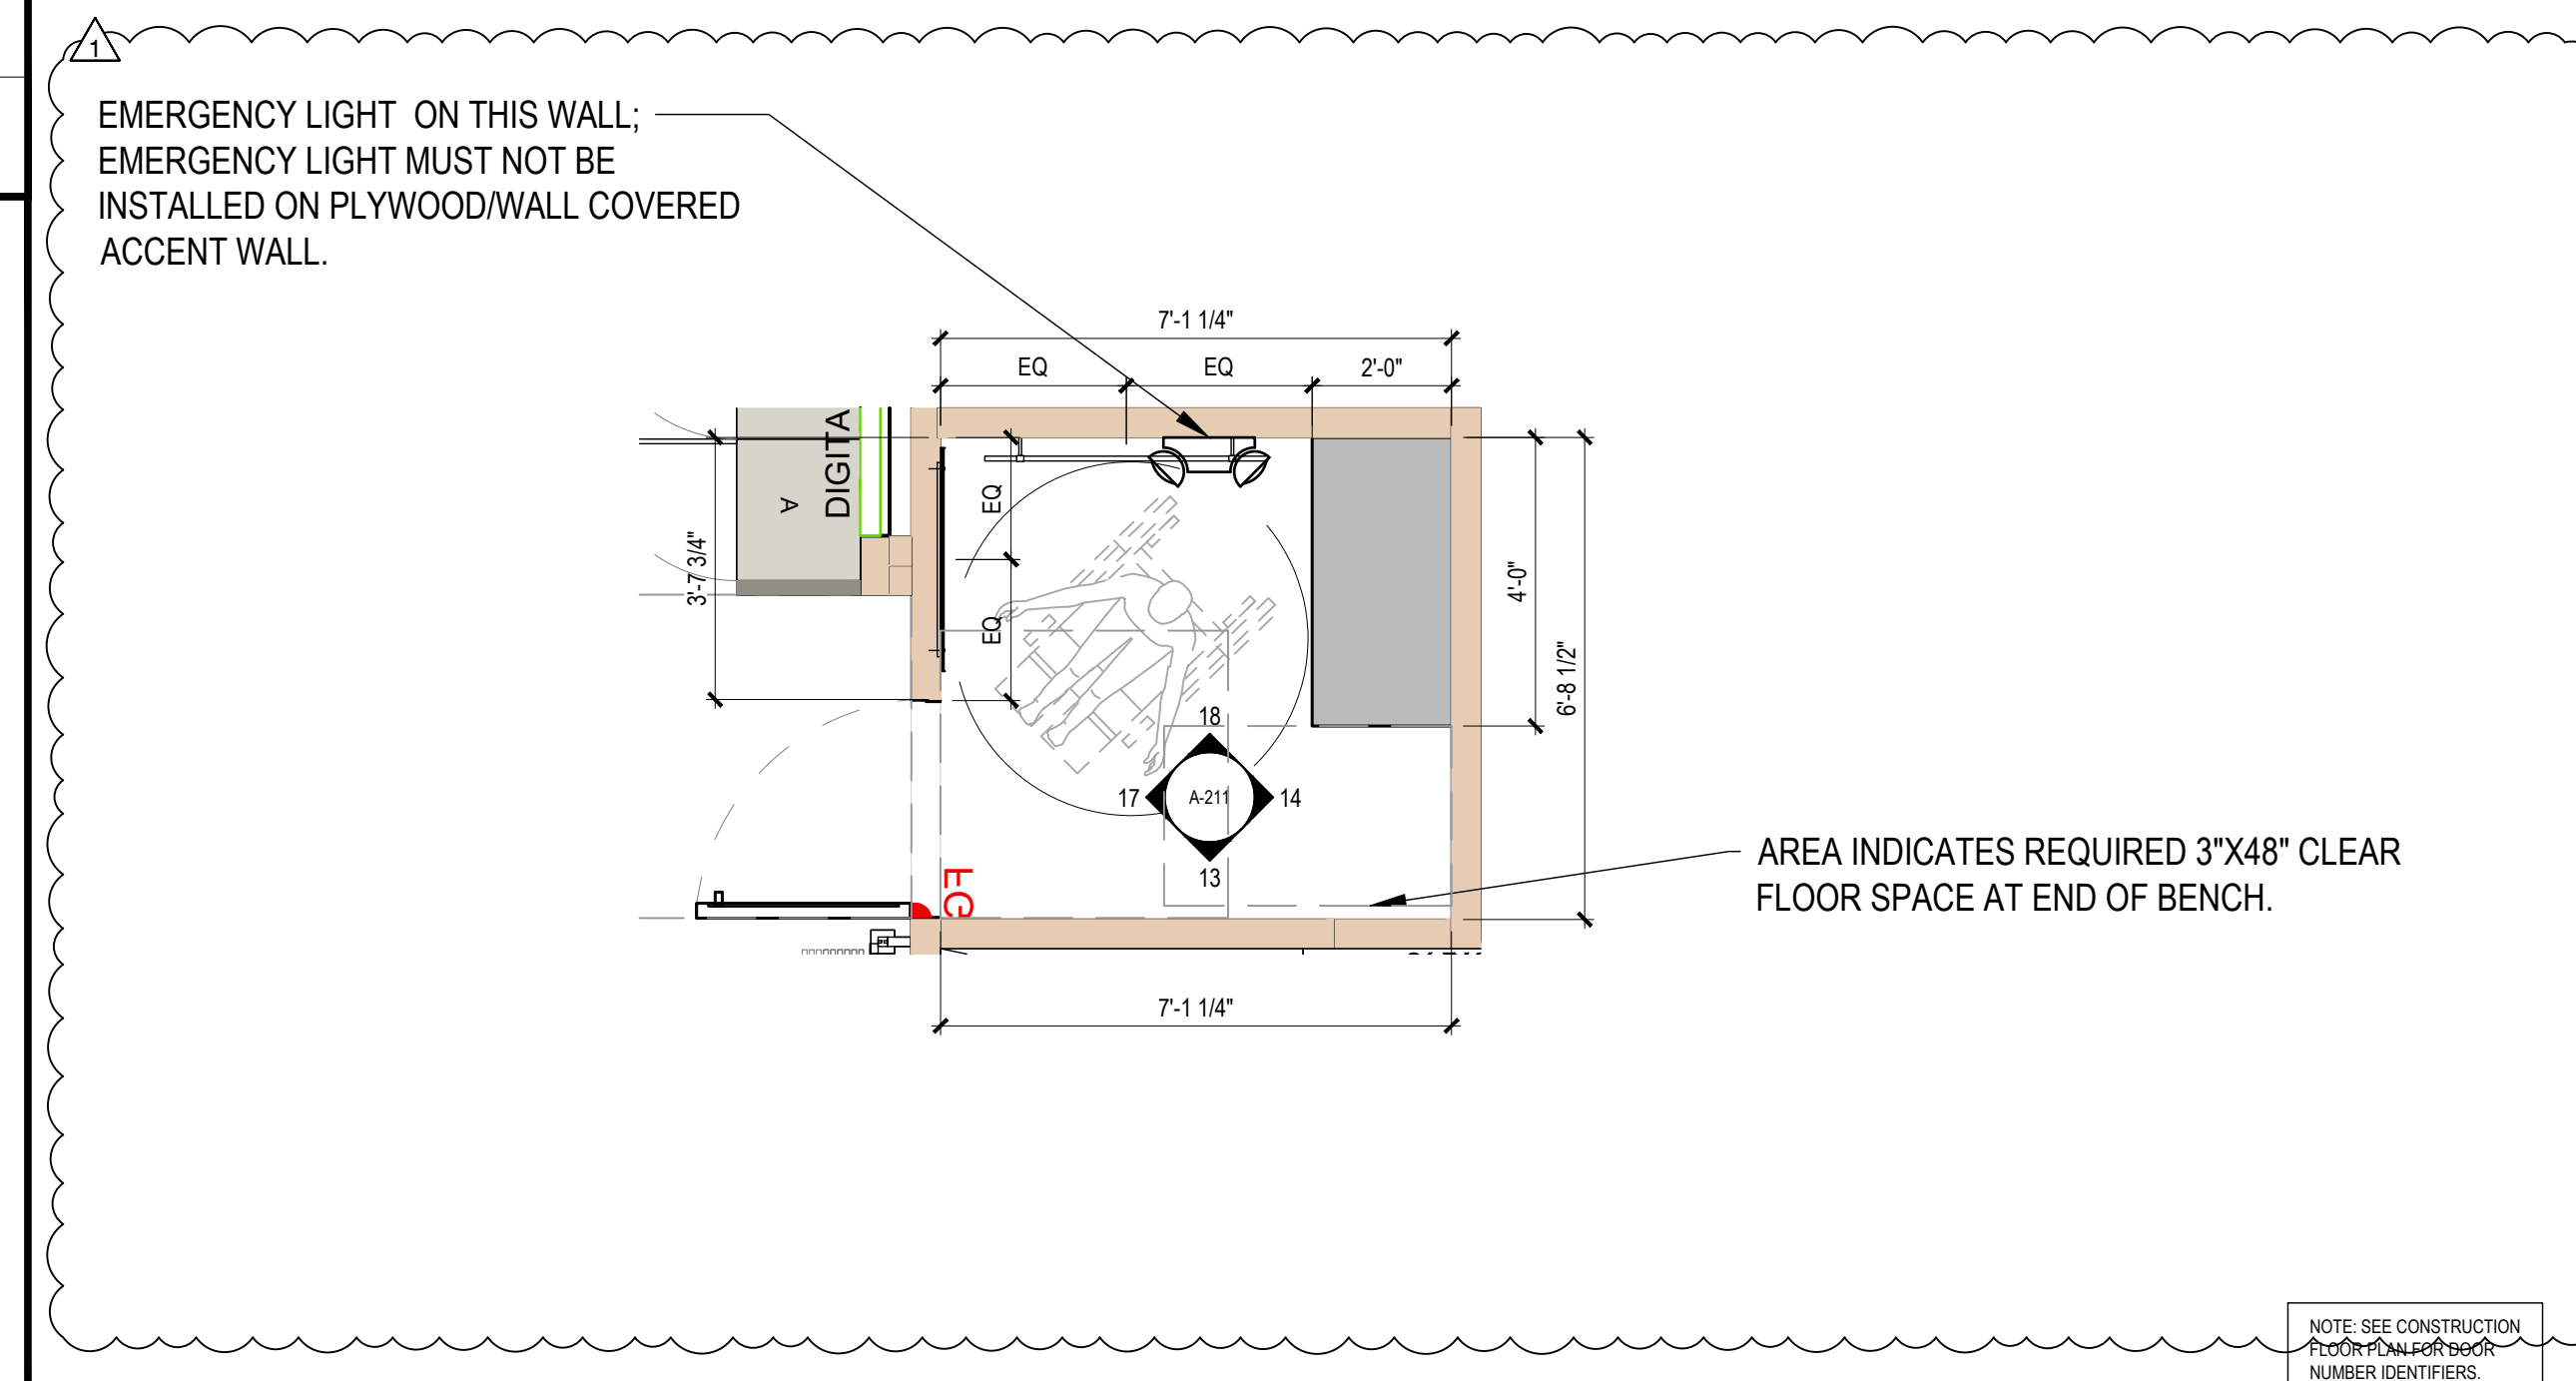 1
EMERGENCY LIGHT ON THIS WALL;
EMERGENCY LIGHT MUST NOT BE
INSTALLED ON PLYWOOD/WALL COVERED
ACCENT WALL.
7'-1 1/4"
EQ
EQ
2'-0"
DIGITA
A
3'-7 3/4"
EQ
EQ
4'-0"
6'-8 1/2"
18
17
A-211
14
13
AREA INDICATES REQUIRED 3"X48" CLEAR
FLOOR SPACE AT END OF BENCH.
7'-1 1/4"
NOTE: SEE CONSTRUCTION
FLOOR PLAN FOR DOOR
NUMBER IDENTIFIERS.